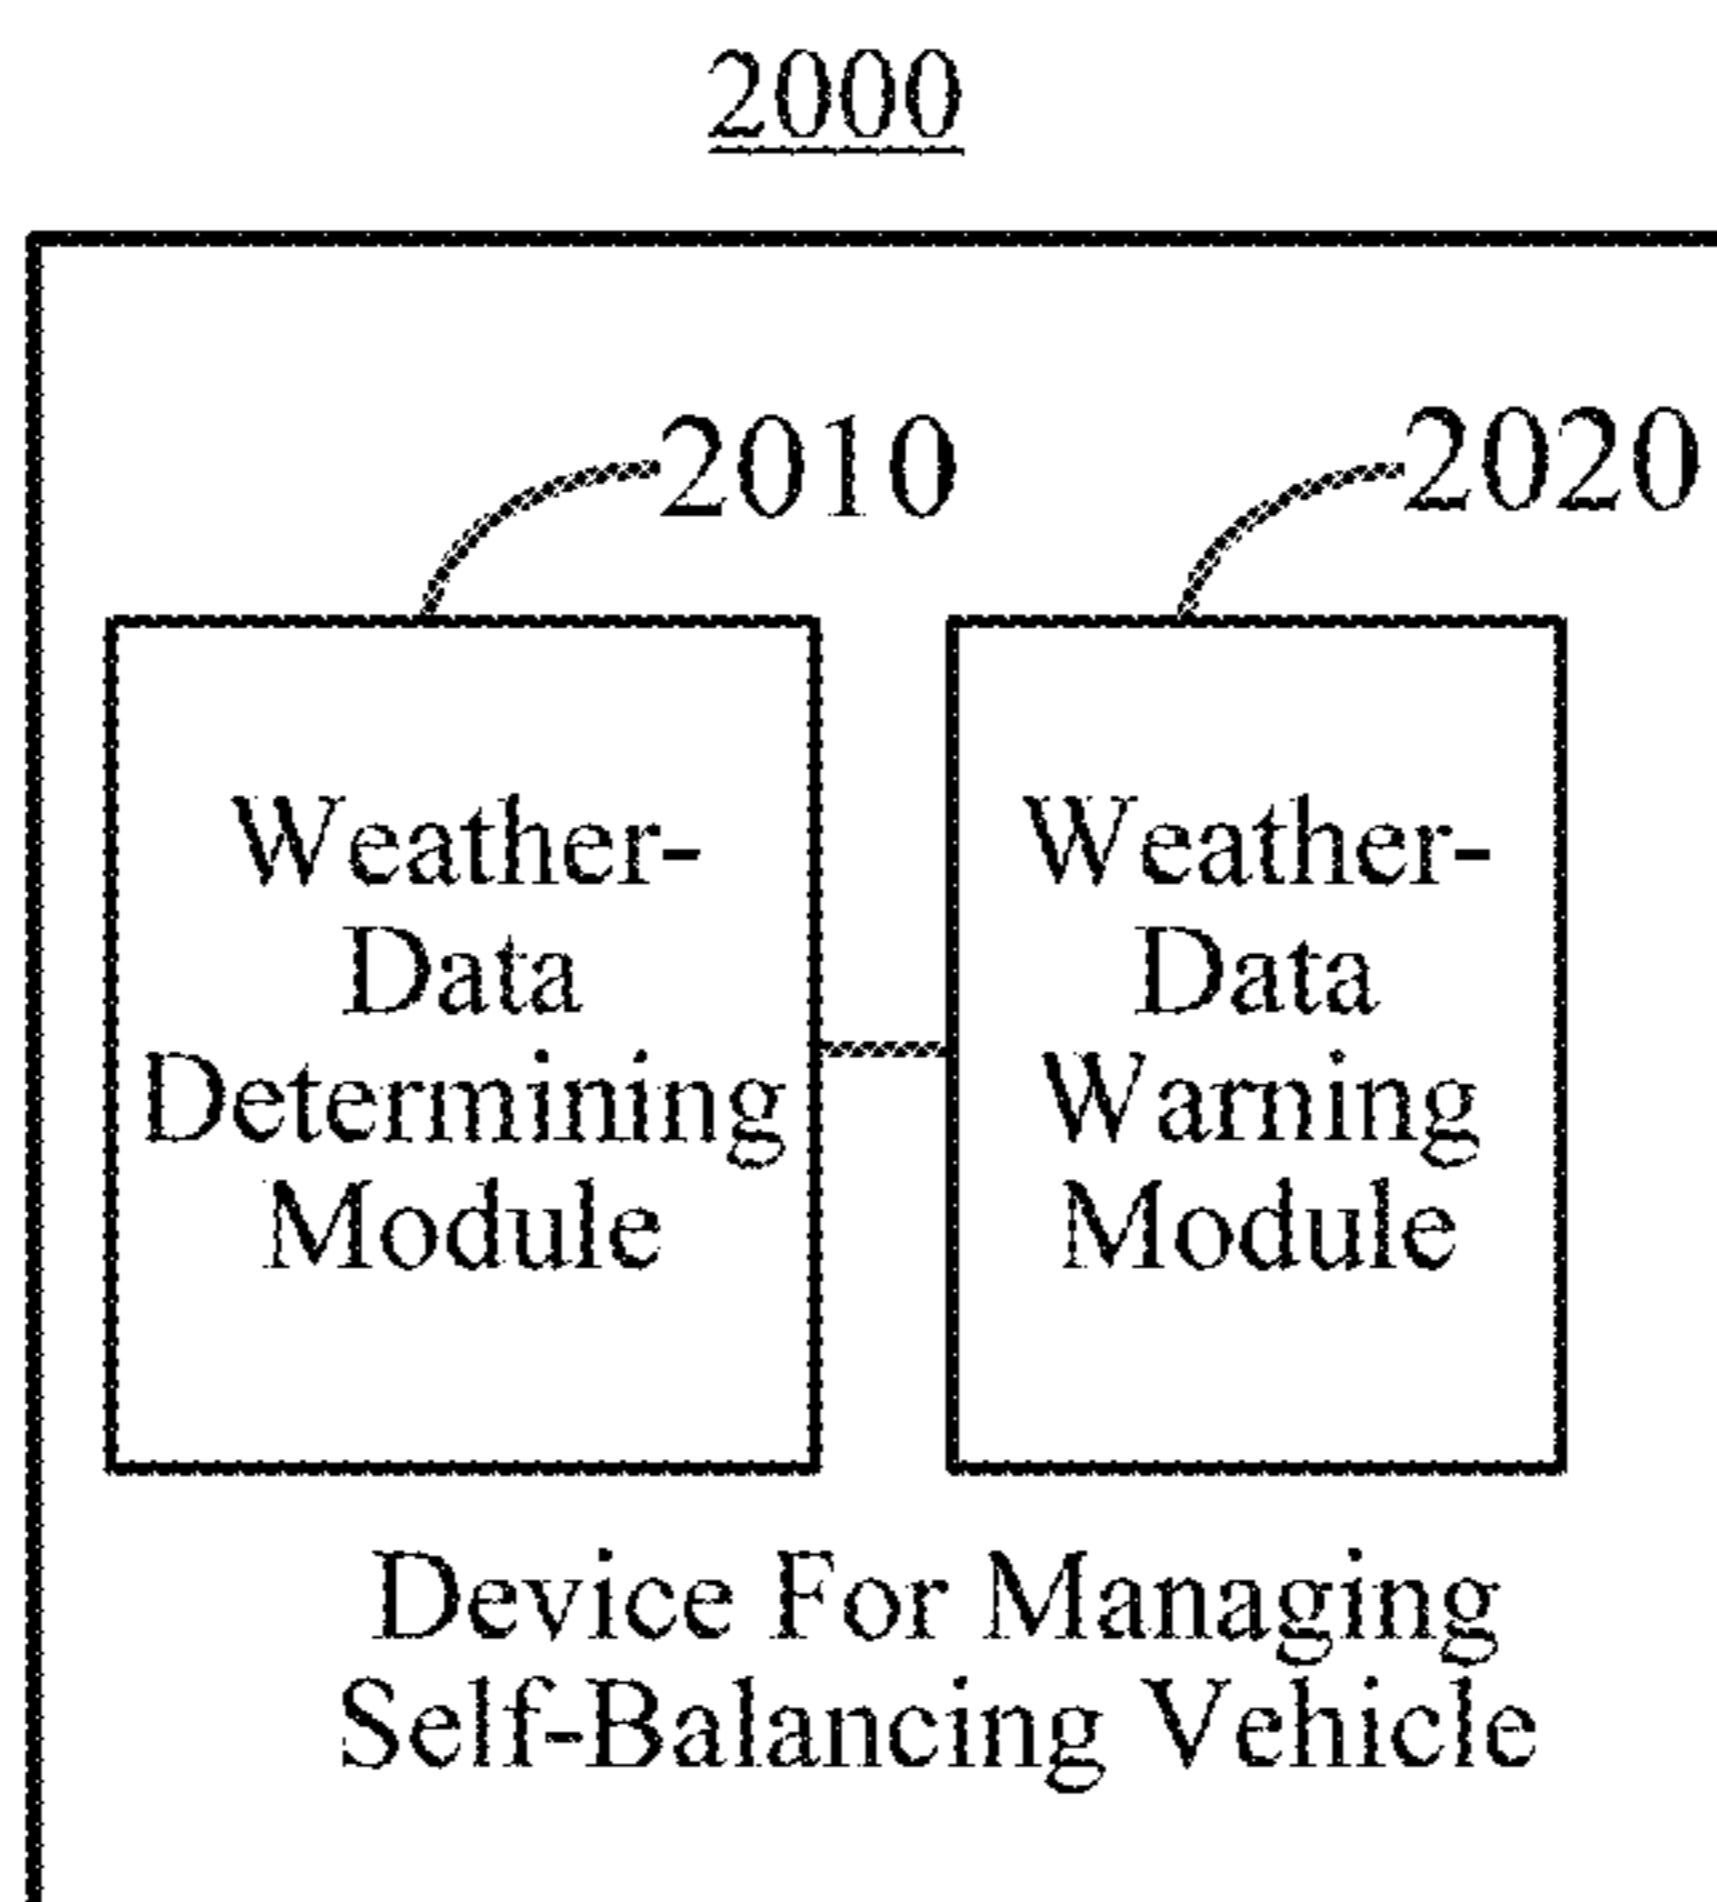 2000
2010
2020
Weather-
Data
Determining
Module
Weather-
Data
Warning
Module
Device For Managing
Self-Balancing Vehicle